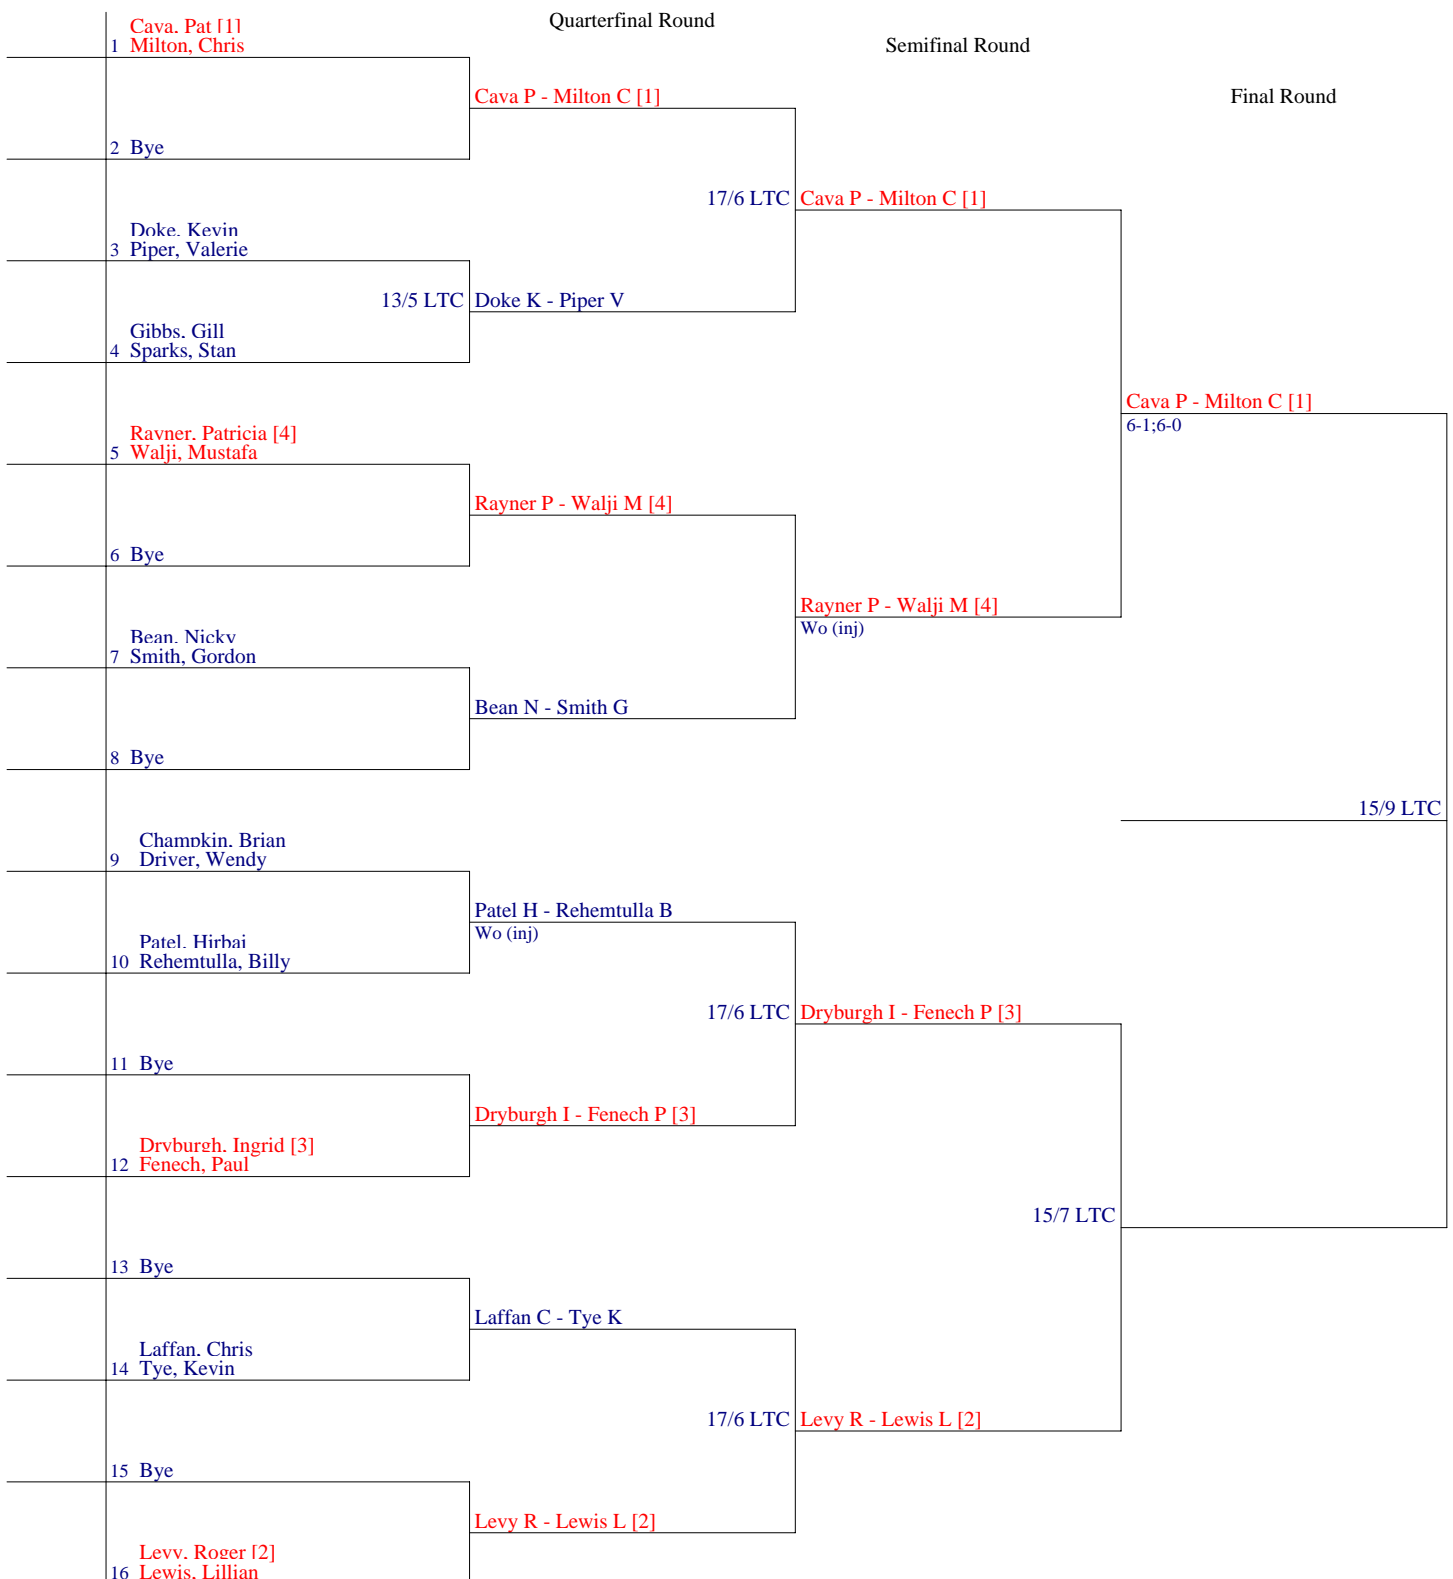 Quarterfinal Round
Semifinal Round
Final Round
Cava, Pat [1]
1 Milton, Chris
Cava P - Milton C [1]
2 Bye
17/6 LTC Cava P - Milton C [1]
Doke, Kevin
3 Piper, Valerie
13/5 LTC Doke K - Piper V
Gibbs, Gill
4 Sparks, Stan
Cava P - Milton C [1]
6-1;6-0
Rayner, Patricia [4]
5 Walji, Mustafa
Rayner P - Walji M [4]
6 Bye
Rayner P - Walji M [4]
Wo (inj)
Bean, Nicky
7 Smith, Gordon
Bean N - Smith G
8 Bye
15/9 LTC
Champkin, Brian
9 Driver, Wendy
Patel H - Rehemtulla B
Wo (inj)
Patel, Hirbai
10 Rehemtulla, Billy
17/6 LTC Dryburgh I - Fenech P [3]
11 Bye
Dryburgh I - Fenech P [3]
Dryburgh, Ingrid [3]
12 Fenech, Paul
15/7 LTC
13 Bye
Laffan C - Tye K
Laffan, Chris
14 Tye, Kevin
17/6 LTC Levy R - Lewis L [2]
15 Bye
Levy R - Lewis L [2]
Levy, Roger [2]
16 Lewis, Lillian